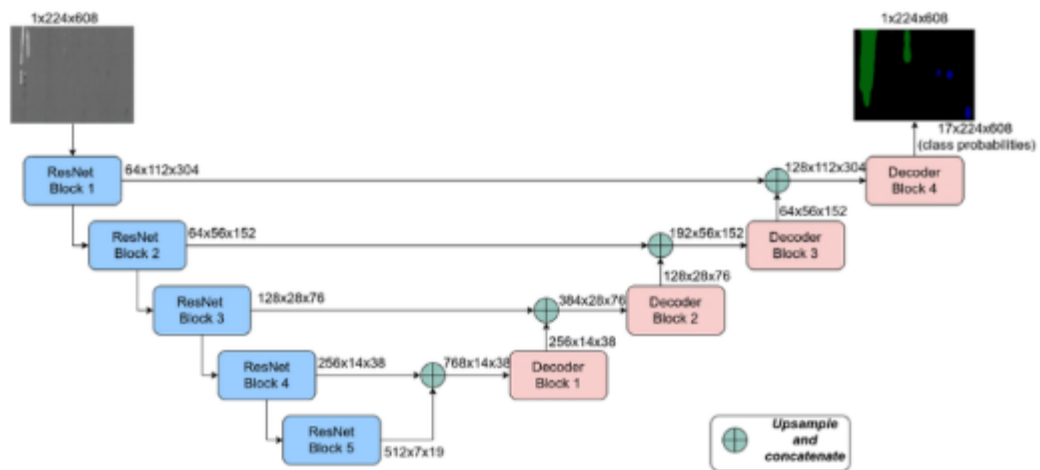 1x224x608
1x224x608
17x224x608
(class probabilities)
ResNet
Block 1
64x112x304
128x112x304
Decoder
Block 4
64x56x152
ResNet
Block 2
64x56x152
192x56x152
Decoder
Block 3
128x28x76
ResNet
Block 3
128x28x76
384x28x76
Decoder
Block 2
256x14x38
ResNet
Block 4
256x14x38
768x14x38
Decoder
Block 1
ResNet
Block 5
512x7x19
Upsample
and
concatenate